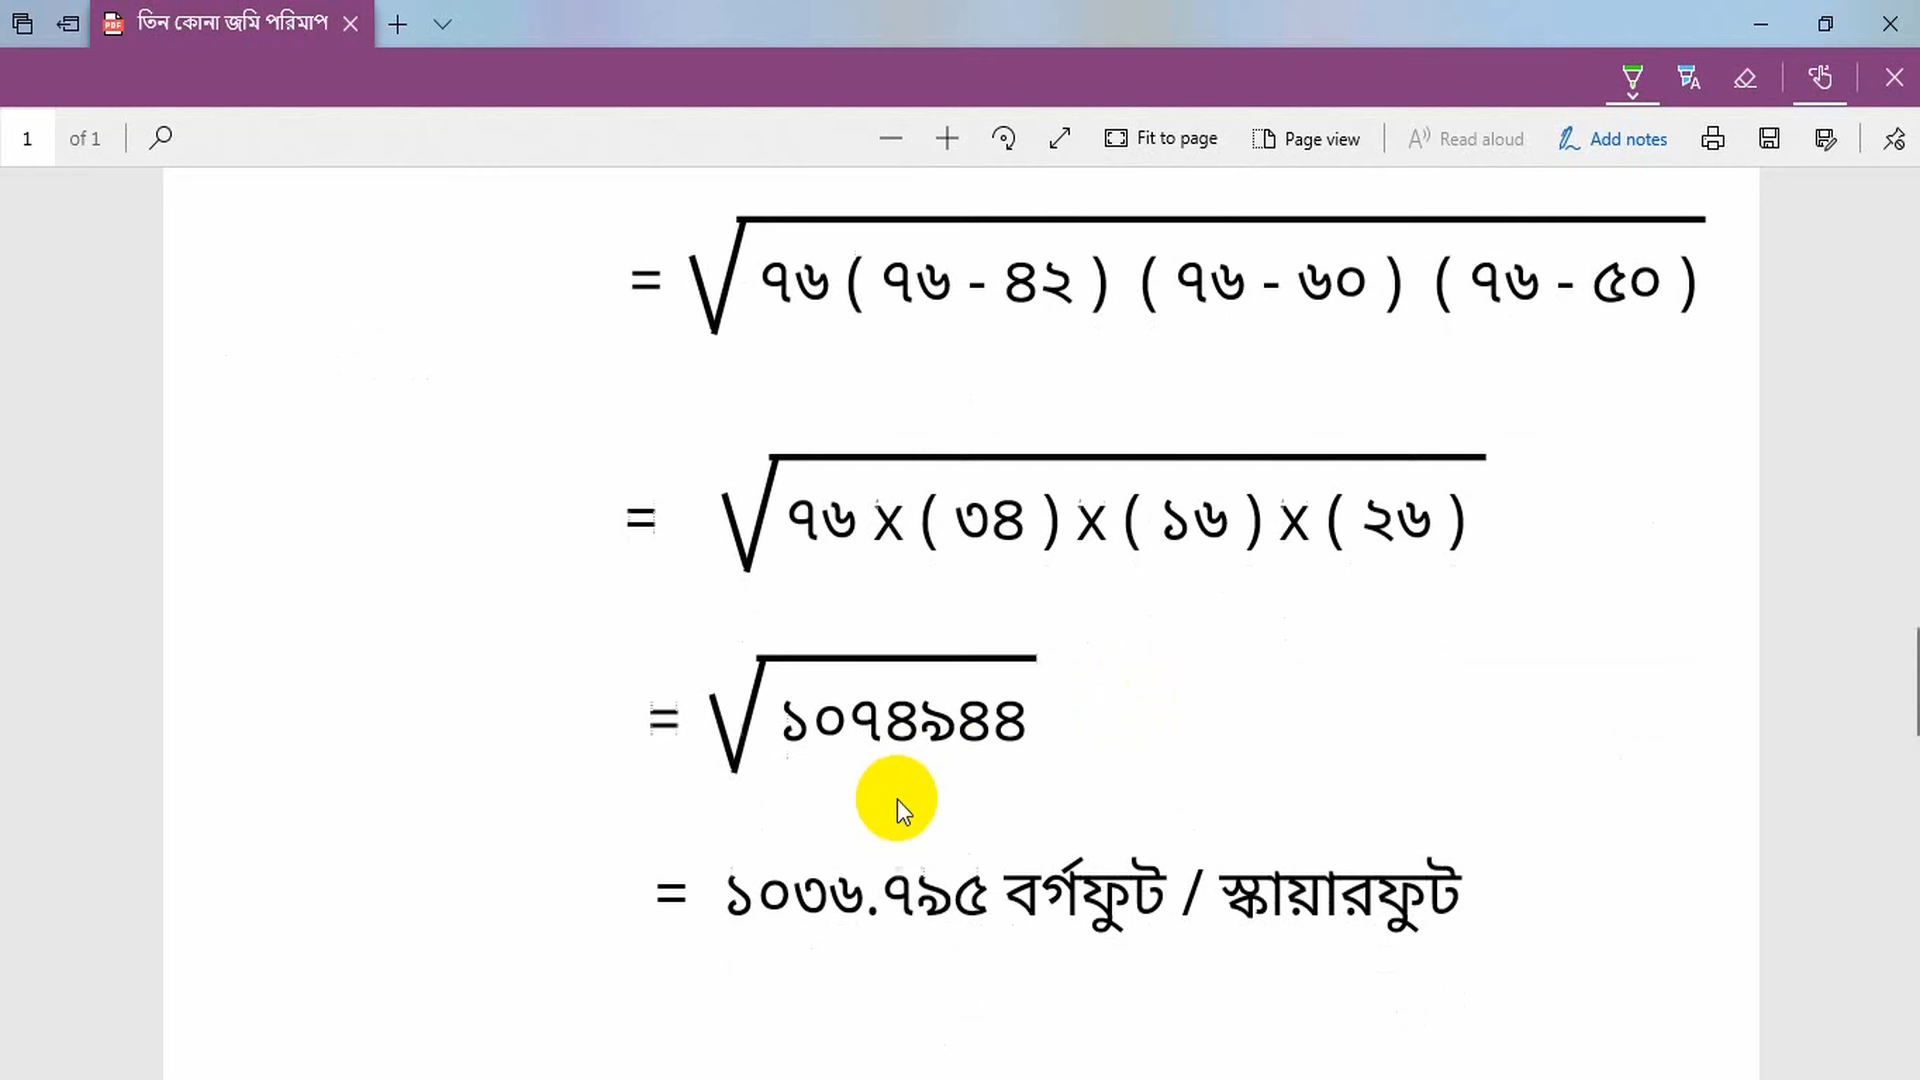 তিন কোনা জমি পরিমাপ
1 of 1 Fit to page Page view Read aloud Add notes
= √ ৭৬ ( ৭৬ - ৪২ ) ( ৭৬ - ৬০ ) ( ৭৬ - ৫০ )
= √ ৭৬ X ( ৩৪ ) X ( ১৬ ) X ( ২৬ )
= √ ১০৭৪৯৪৪
= ১০৩৬.৭৯৫ বর্গফুট / স্কায়ারফুট